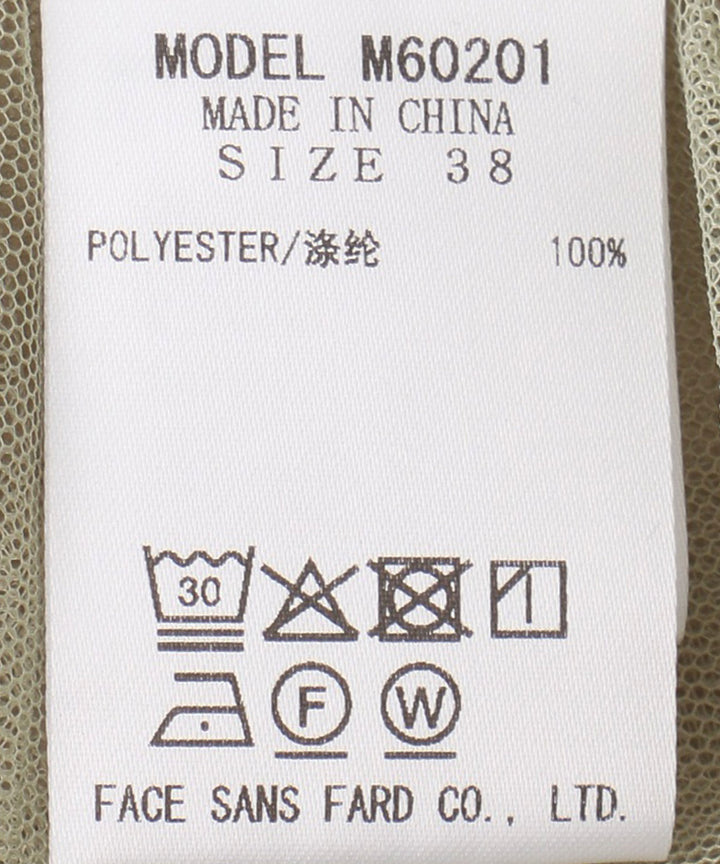 MODEL M60201
MADE IN CHINA
SIZE 38
POLYESTER/涤纶 100%
30
F W
FACE SANS FARD CO., LTD.